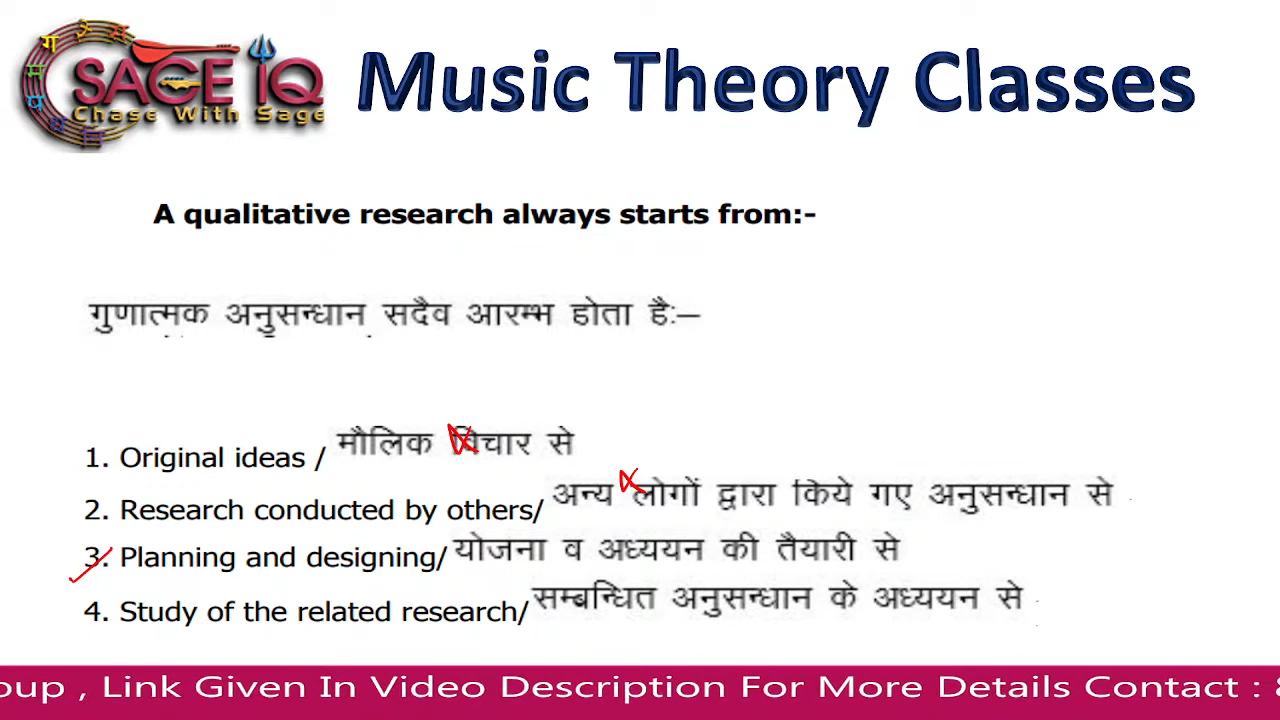 ग रे स
म
प
SAGE IQ
Chase With Sage
Music Theory Classes
A qualitative research always starts from:-
गुणात्मक अनुसन्धान सदैव आरम्भ होता है:–
1. Original ideas / मौलिक विचार से
2. Research conducted by others/ अन्य लोगों द्वारा किये गए अनुसन्धान से
3. Planning and designing/ योजना व अध्ययन की तैयारी से
4. Study of the related research/ सम्बन्धित अनुसन्धान के अध्ययन से
oup , Link Given In Video Description For More Details Contact :